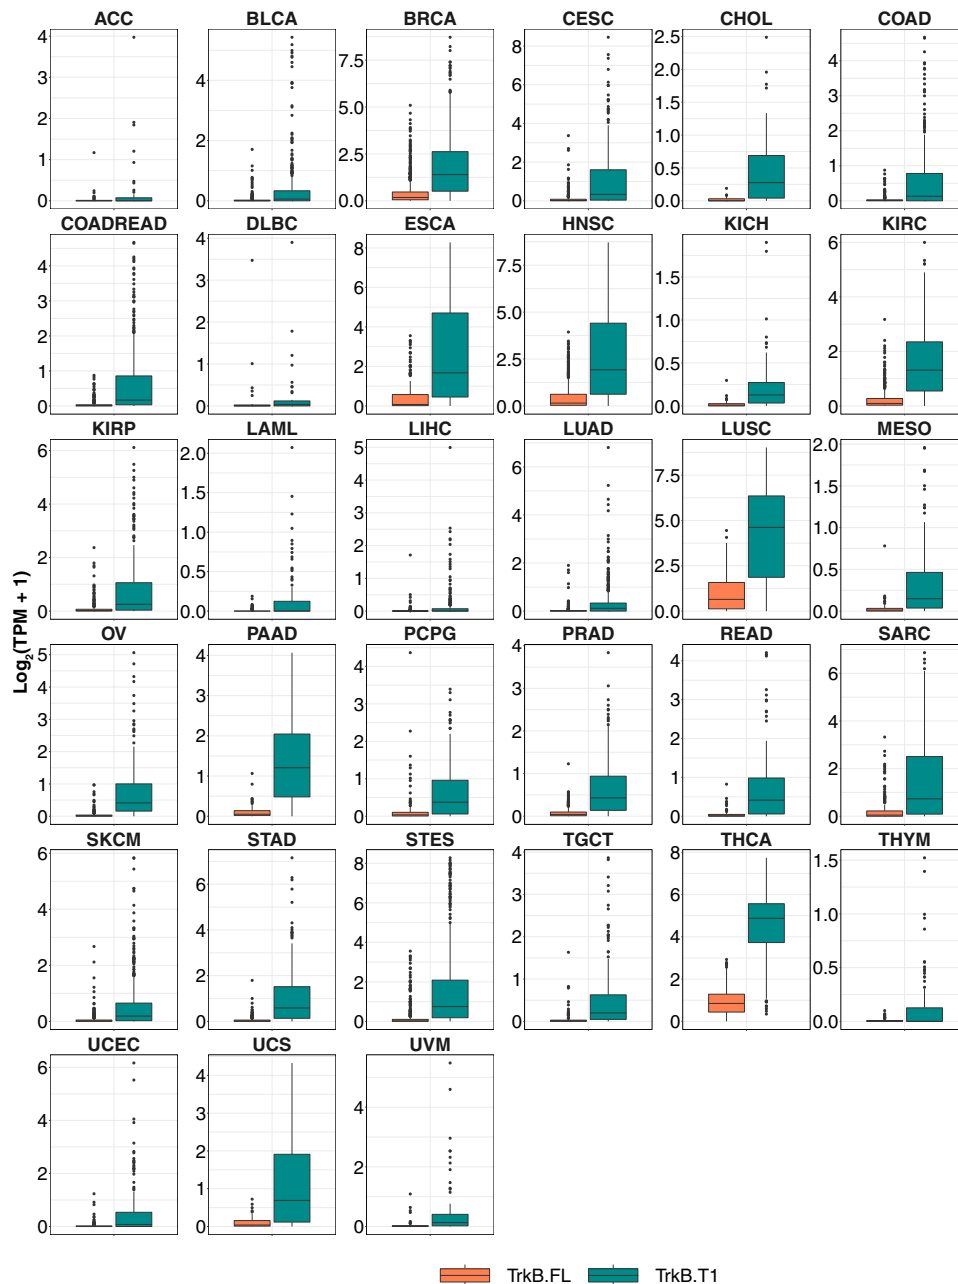 ACC BLCA BRCA CESC CHOL COAD
4 3 2 1 0
4 2 0
7.5 5.0 2.5 0.0
8 6 4 2 0
2.5 2.0 1.5 1.0 0.5 0.0
4 3 2 1 0
COADREAD DLBC ESCA HNSC KICH KIRC
4 3 2 1 0
4 3 2 1 0
8 6 4 2 0
7.5 5.0 2.5 0.0
1.5 1.0 0.5 0.0
6 4 2 0
KIRP LAML LIHC LUAD LUSC MESO
6 4 2 0
2.0 1.5 1.0 0.5 0.0
5 4 3 2 1 0
6 4 2 0
7.5 5.0 2.5 0.0
2.0 1.5 1.0 0.5 0.0
Log2(TPM + 1)
OV PAAD PCPG PRAD READ SARC
5 4 3 2 1 0
4 3 2 1 0
4 3 2 1 0
4 3 2 1 0
4 3 2 1 0
6 4 2 0
SKCM STAD STES TGCT THCA THYM
6 4 2 0
6 4 2 0
8 6 4 2 0
4 3 2 1 0
8 6 4 2 0
1.5 1.0 0.5 0.0
UCEC UCS UVM
6 4 2 0
4 3 2 1 0
4 2 0
TrkB.FL TrkB.T1